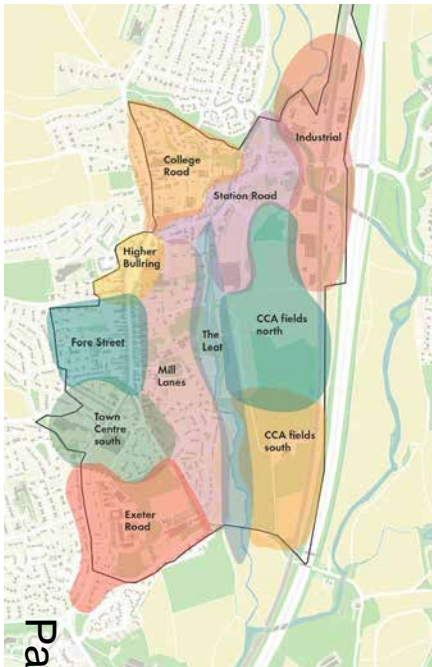 Industrial
College
Road
Station Road
Higher
Bullring
CCA fields
north
The
Leat
Fore Street
Mill
Lanes
Town
Centre
south
CCA fields
south
Exeter
Road
Pa